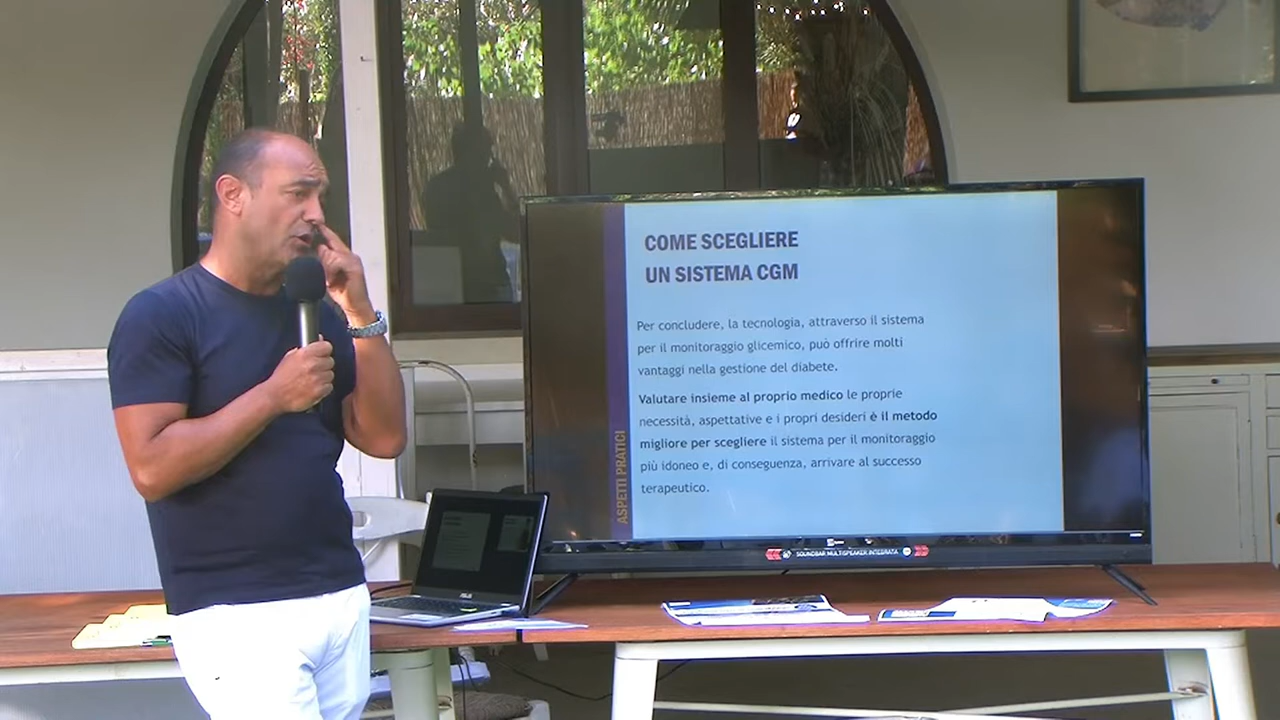 COME SCEGLIERE
UN SISTEMA CGM
Per concludere, la tecnologia, attraverso il sistema
per il monitoraggio glicemico, può offrire molti
vantaggi nella gestione del diabete.
Valutare insieme al proprio medico le proprie
necessità, aspettative e i propri desideri è il metodo
migliore per scegliere il sistema per il monitoraggio
più idoneo e, di conseguenza, arrivare al successo
terapeutico.
ASPETTI PRATICI
SOUNDBAR MULTISPEAKER INTEGRATA
ASUS